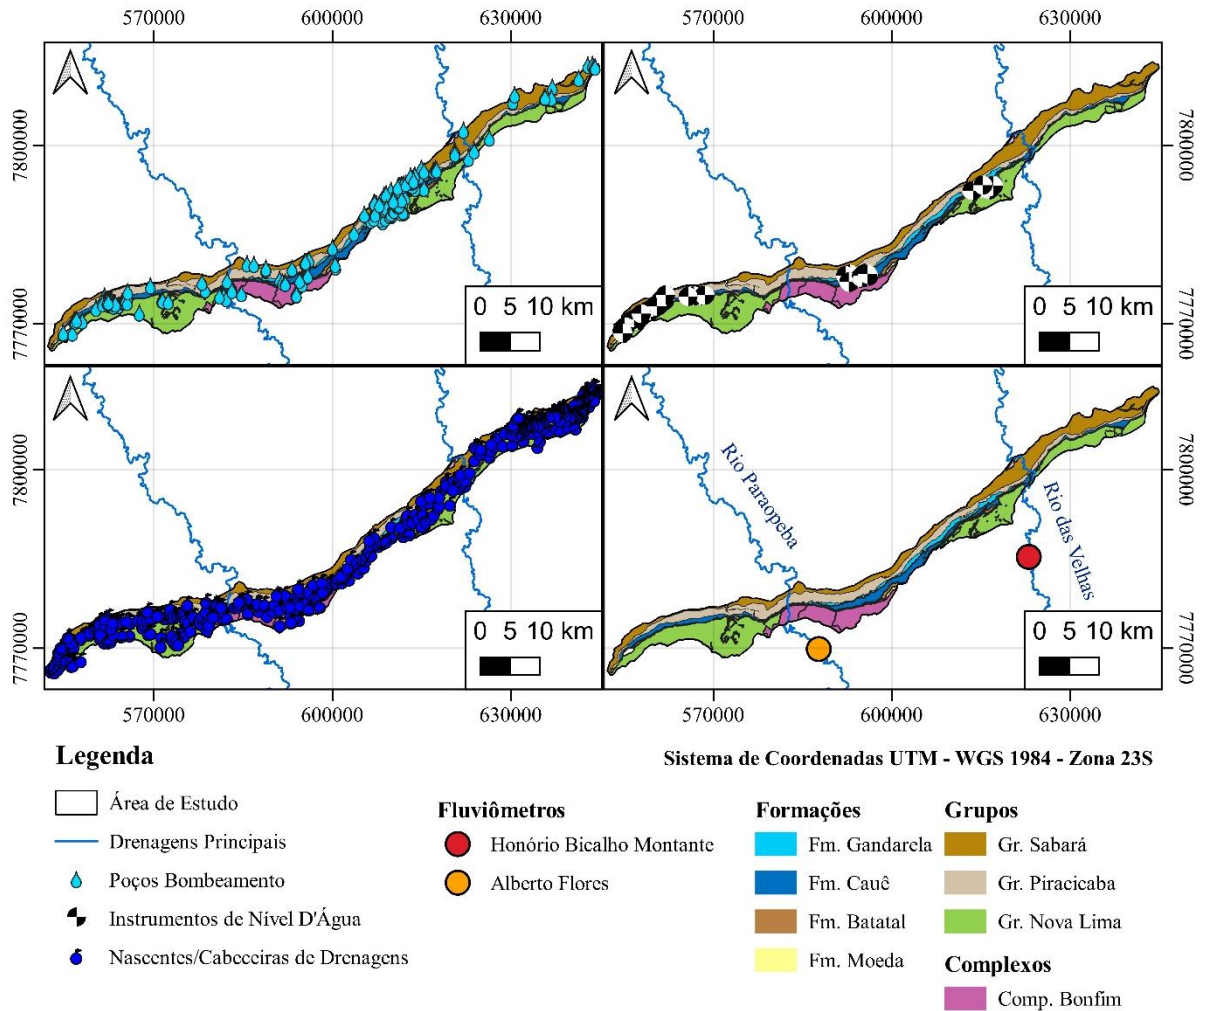 570000 600000 630000 570000 600000 630000
7800000
7770000
7800000
7770000
0 5 10 km
0 5 10 km
7800000
7770000
Rio Paraopeba
Rio das Velhas
7800000
7770000
0 5 10 km
0 5 10 km
570000 600000 630000 570000 600000 630000
Legenda
Sistema de Coordenadas UTM - WGS 1984 - Zona 23S
Área de Estudo
Drenagens Principais
Poços Bombeamento
Instrumentos de Nível D'Água
Nascentes/Cabeceiras de Drenagens
Fluviômetros
Honório Bicalho Montante
Alberto Flores
Formações
Fm. Gandarela
Fm. Cauê
Fm. Batatal
Fm. Moeda
Grupos
Gr. Sabará
Gr. Piracicaba
Gr. Nova Lima
Complexos
Comp. Bonfim